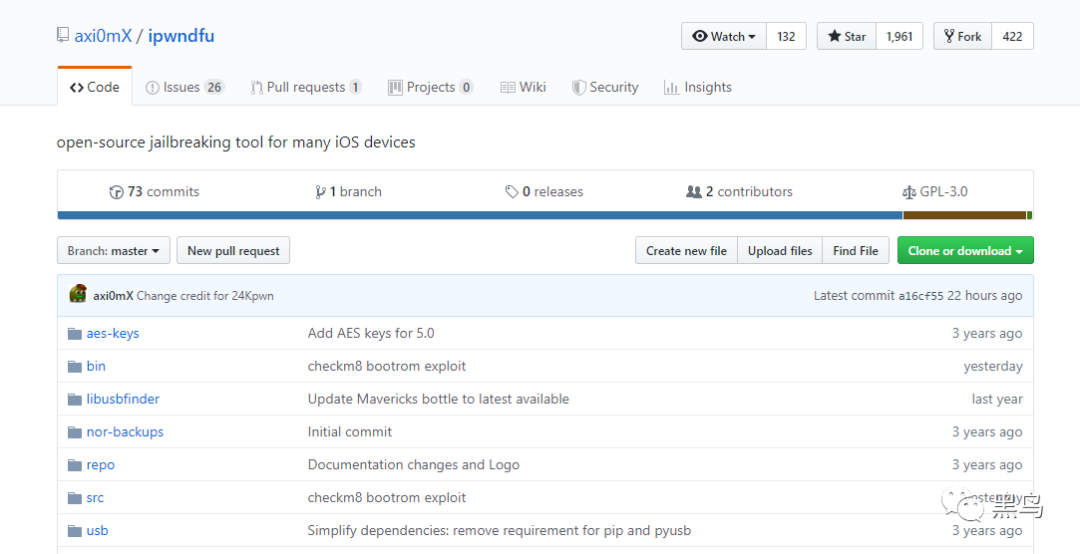 axi0mX / ipwndfu
Watch 132 Star 1,961 Fork 422
Code Issues 26 Pull requests 1 Projects 0 Wiki Security Insights
open-source jailbreaking tool for many iOS devices
73 commits 1 branch 0 releases 2 contributors GPL-3.0
Branch: master New pull request Create new file Upload files Find File Clone or download
axi0mX Change credit for 24Kpwn Latest commit a16cf55 22 hours ago
aes-keys Add AES keys for 5.0 3 years ago
bin checkm8 bootrom exploit yesterday
libusbfinder Update Mavericks bottle to latest available last year
nor-backups Initial commit 3 years ago
repo Documentation changes and Logo 3 years ago
src checkm8 bootrom exploit yesterday
黑鸟
usb Simplify dependencies: remove requirement for pip and pyusb 3 years ago